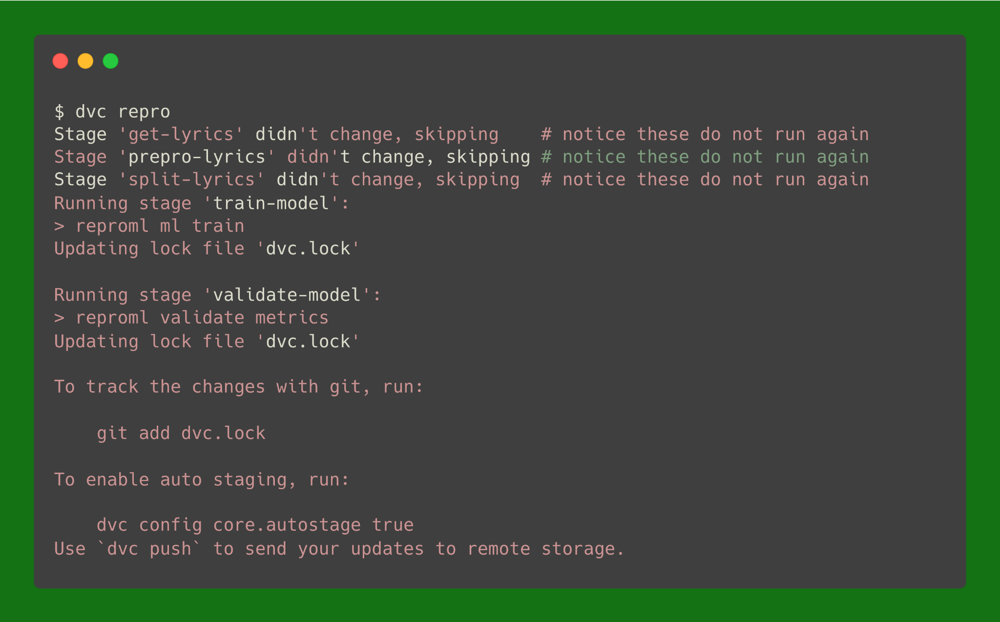 $ dvc repro
Stage 'get-lyrics' didn't change, skipping    # notice these do not run again
Stage 'prepro-lyrics' didn't change, skipping # notice these do not run again
Stage 'split-lyrics' didn't change, skipping  # notice these do not run again
Running stage 'train-model':
> reproml ml train
Updating lock file 'dvc.lock'

Running stage 'validate-model':
> reproml validate metrics
Updating lock file 'dvc.lock'

To track the changes with git, run:

    git add dvc.lock

To enable auto staging, run:

    dvc config core.autostage true
Use `dvc push` to send your updates to remote storage.